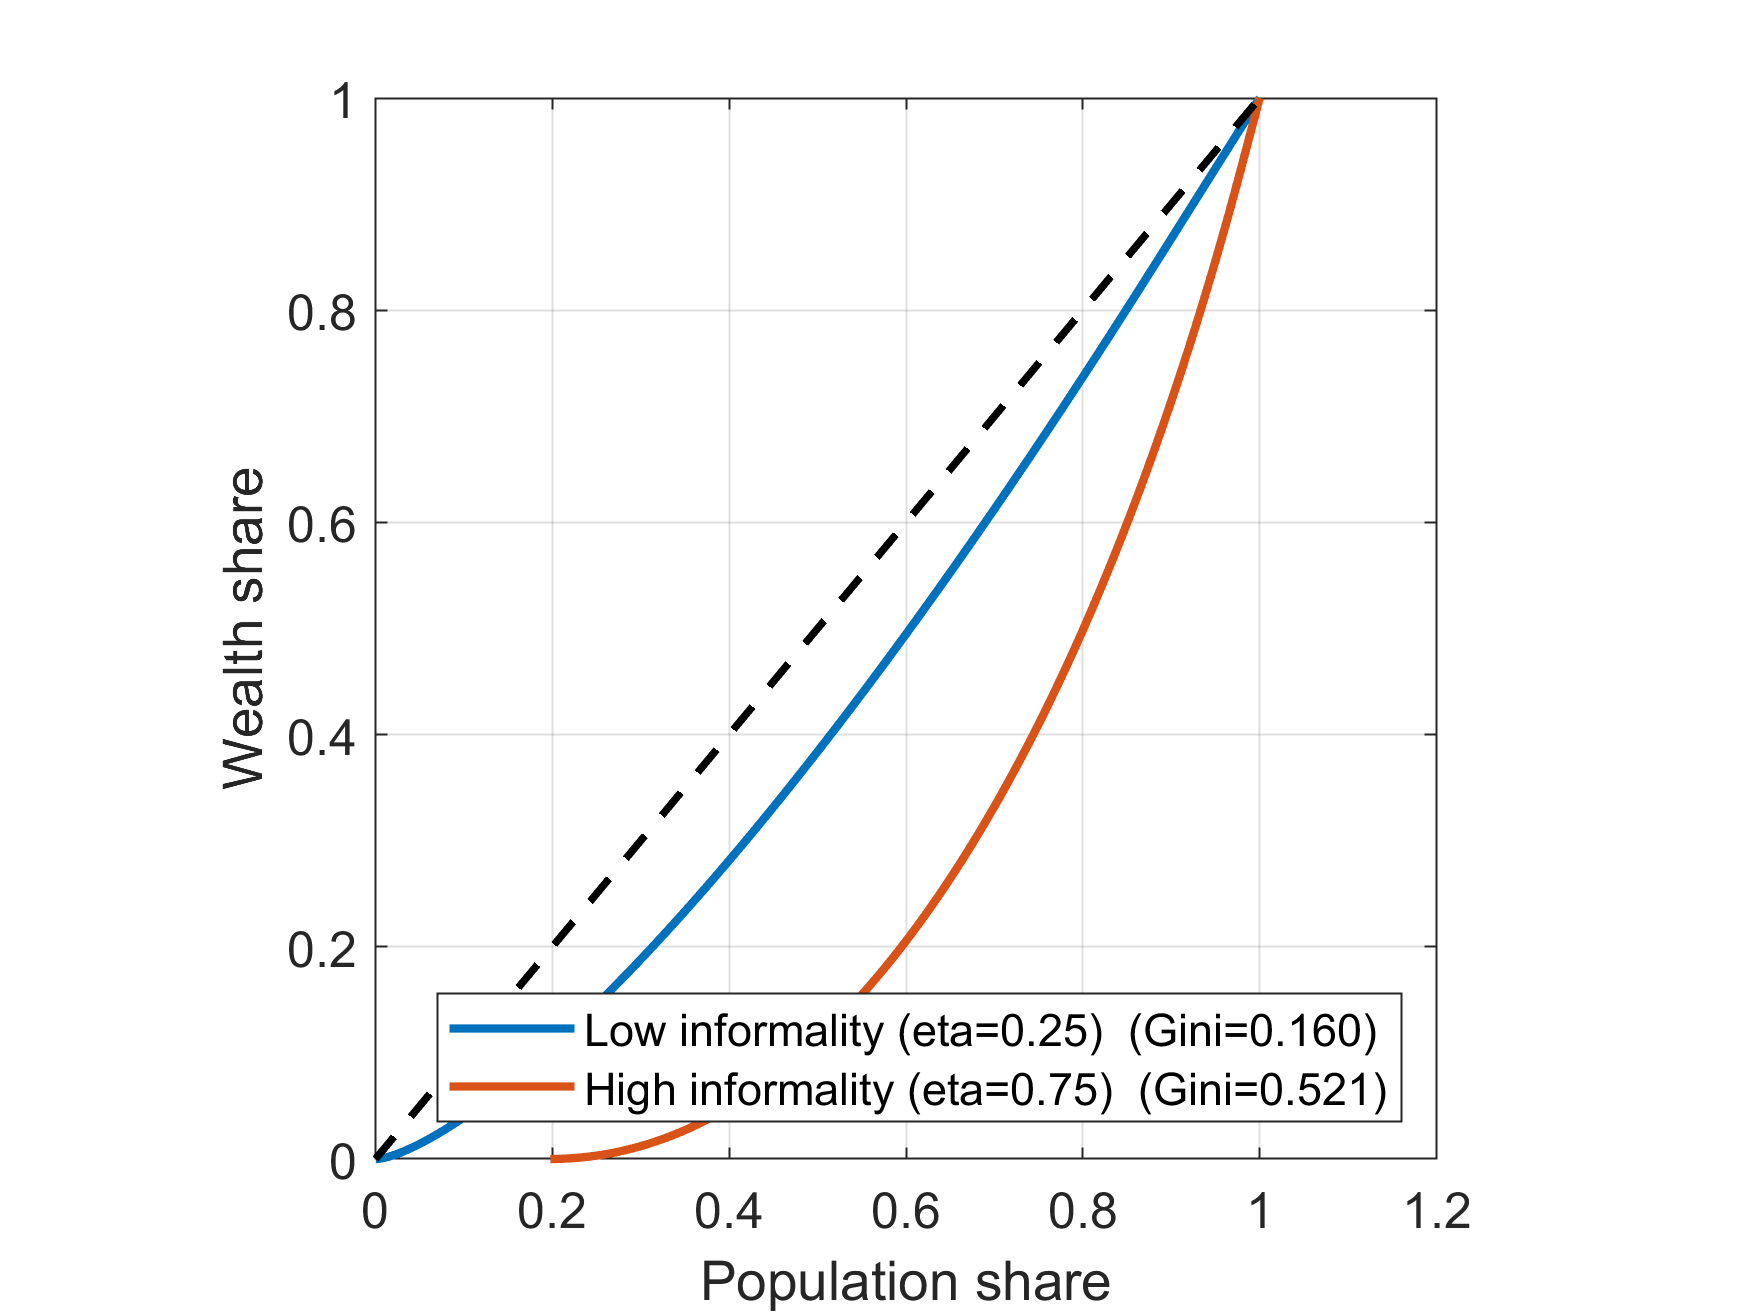 1
0.8
0.6
0.4
0.2
0
Wealth share
Low informality (eta=0.25) (Gini=0.160)
High informality (eta=0.75) (Gini=0.521)
0 0.2 0.4 0.6 0.8 1 1.2
Population share